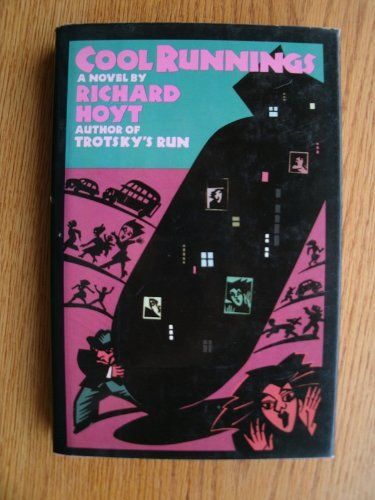 COOL RUNNINGS
A NOVEL BY
RICHARD
HOYT
AUTHOR OF
TROTSKY'S RUN